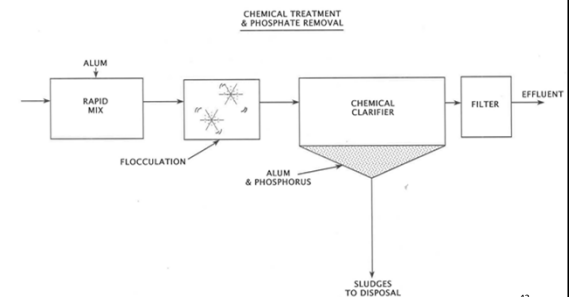 CHEMICAL TREATMENT
& PHOSPHATE REMOVAL
ALUM
RAPID
MIX
FLOCCULATION
CHEMICAL
CLARIFIER
ALUM
& PHOSPHORUS
FILTER
EFFLUENT
SLUDGES
TO DISPOSAL